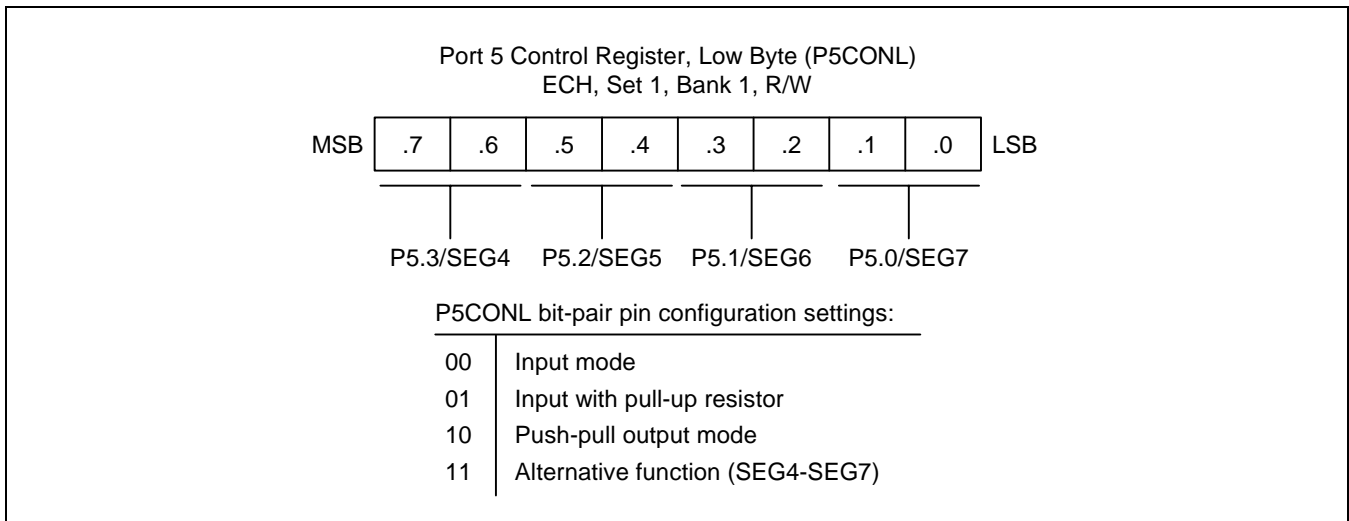 Port 5 Control Register, Low Byte (P5CONL)
ECH, Set 1, Bank 1, R/W
MSB .7 .6 .5 .4 .3 .2 .1 .0 LSB
P5.3/SEG4 P5.2/SEG5 P5.1/SEG6 P5.0/SEG7
P5CONL bit-pair pin configuration settings:
00 Input mode
01 Input with pull-up resistor
10 Push-pull output mode
11 Alternative function (SEG4-SEG7)